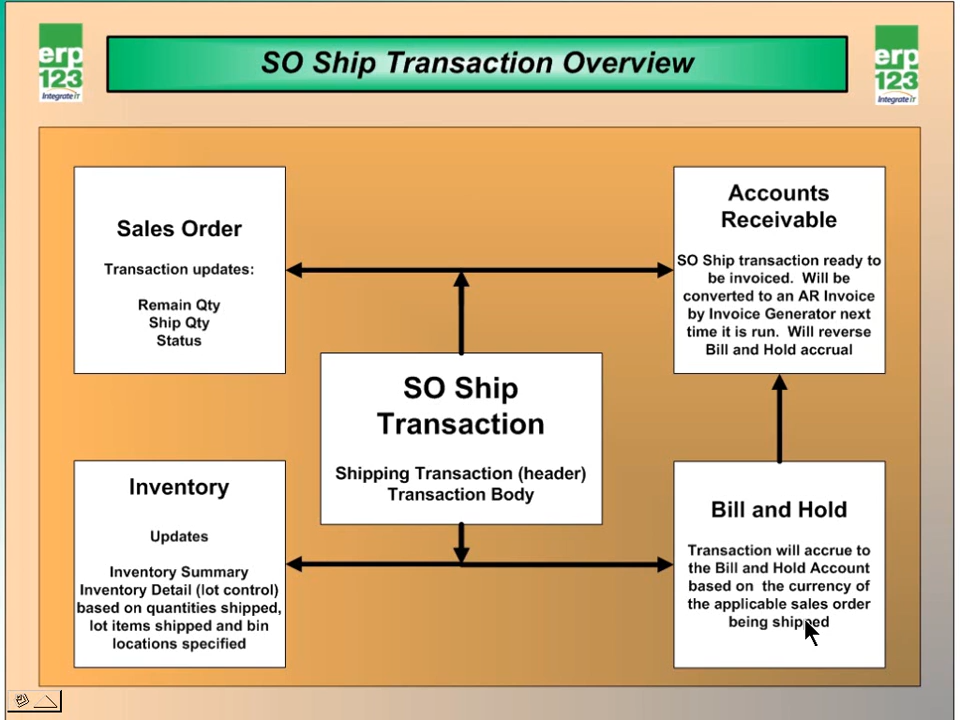 erp
123
Integrate iT
SO Ship Transaction Overview
erp
123
Integrate iT
Sales Order
Transaction updates:
Remain Qty
Ship Qty
Status
Accounts
Receivable
SO Ship transaction ready to
be invoiced. Will be
converted to an AR Invoice
by Invoice Generator next
time it is run. Will reverse
Bill and Hold accrual
SO Ship
Transaction
Shipping Transaction (header)
Transaction Body
Inventory
Updates
Inventory Summary
Inventory Detail (lot control)
based on quantities shipped,
lot items shipped and bin
locations specified
Bill and Hold
Transaction will accrue to
the Bill and Hold Account
based on the currency of
the applicable sales order
being shipped